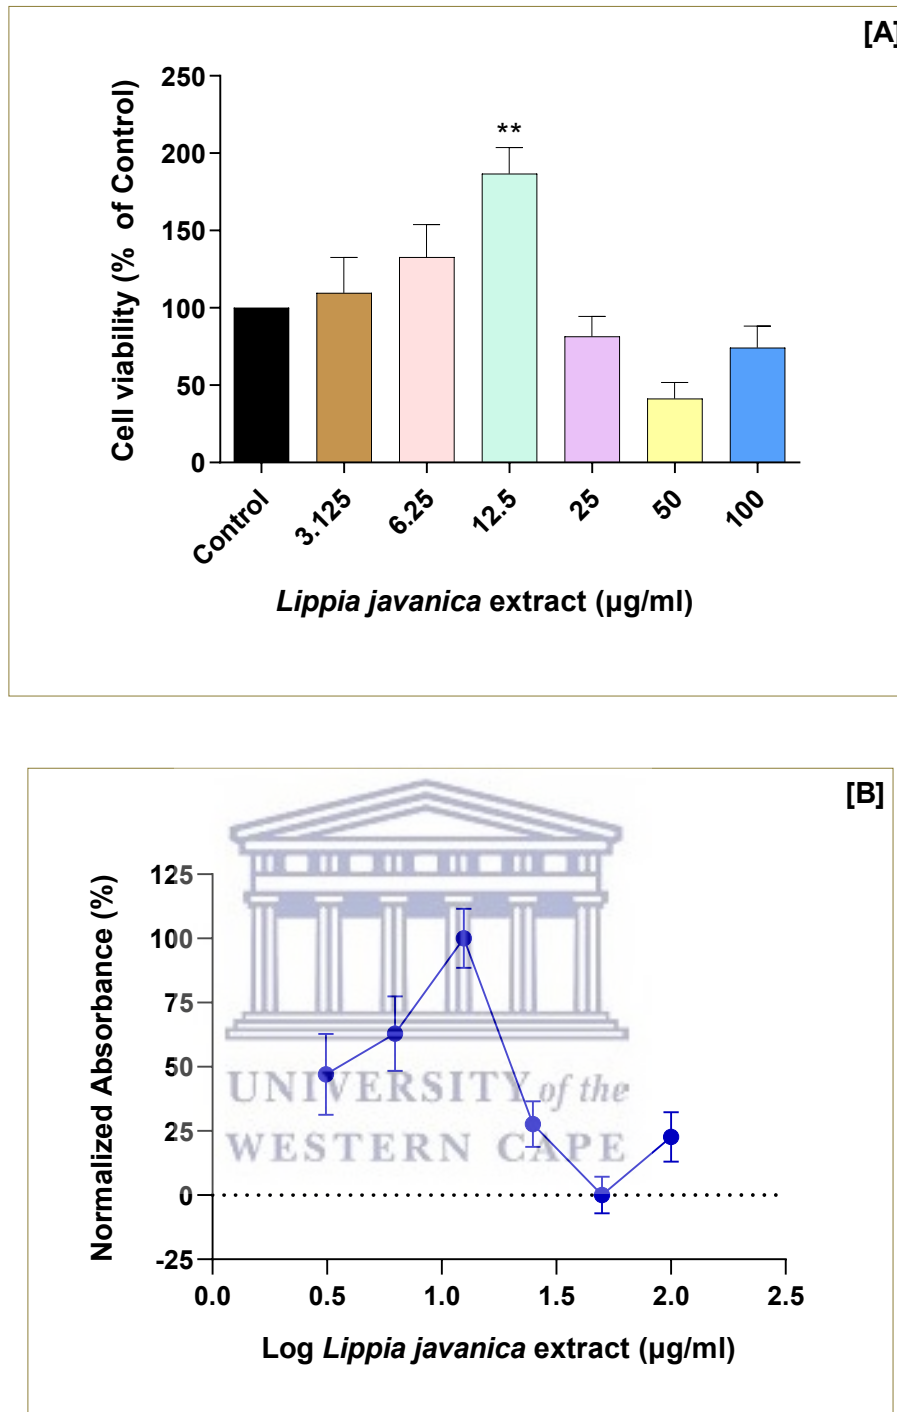 [A]
250
200
150
100
50
0
Cell viability (% of Control)
**
Control
3.125
6.25
12.5
25
50
100
Lippia javanica extract (µg/ml)
[B]
125
100
75
50
25
0
-25
Normalized Absorbance (%)
UNIVERSITY of the
WESTERN CAPE
0.0 0.5 1.0 1.5 2.0 2.5
Log Lippia javanica extract (µg/ml)